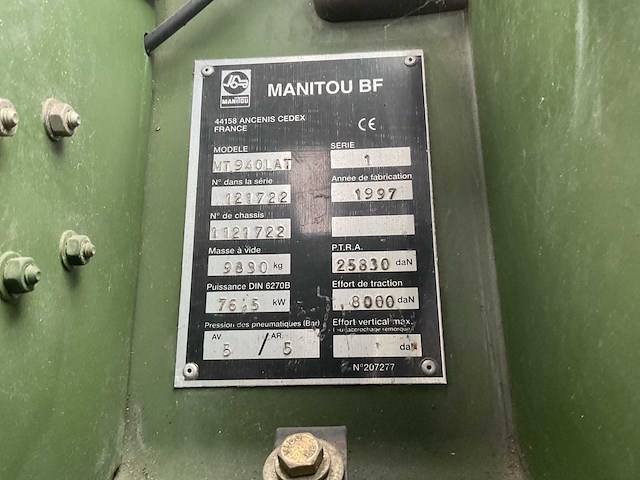 MANITOU
MANITOU BF
44158 ANCENIS CEDEX
FRANCE
CE
MODELE
MT940LAT
SÉRIE
1
N° dans la série
121722
Année de fabrication
1997
N° de chassis
1121722
Masse à vide
9890 kg
P.T.R.A.
25830 daN
Puissance DIN 6270B
76,5 kW
Effort de traction
8000 daN
Pression des pneumatiques (Bar)
AV. 5 / AR. 5
Effort vertical max.
daN
N°207277